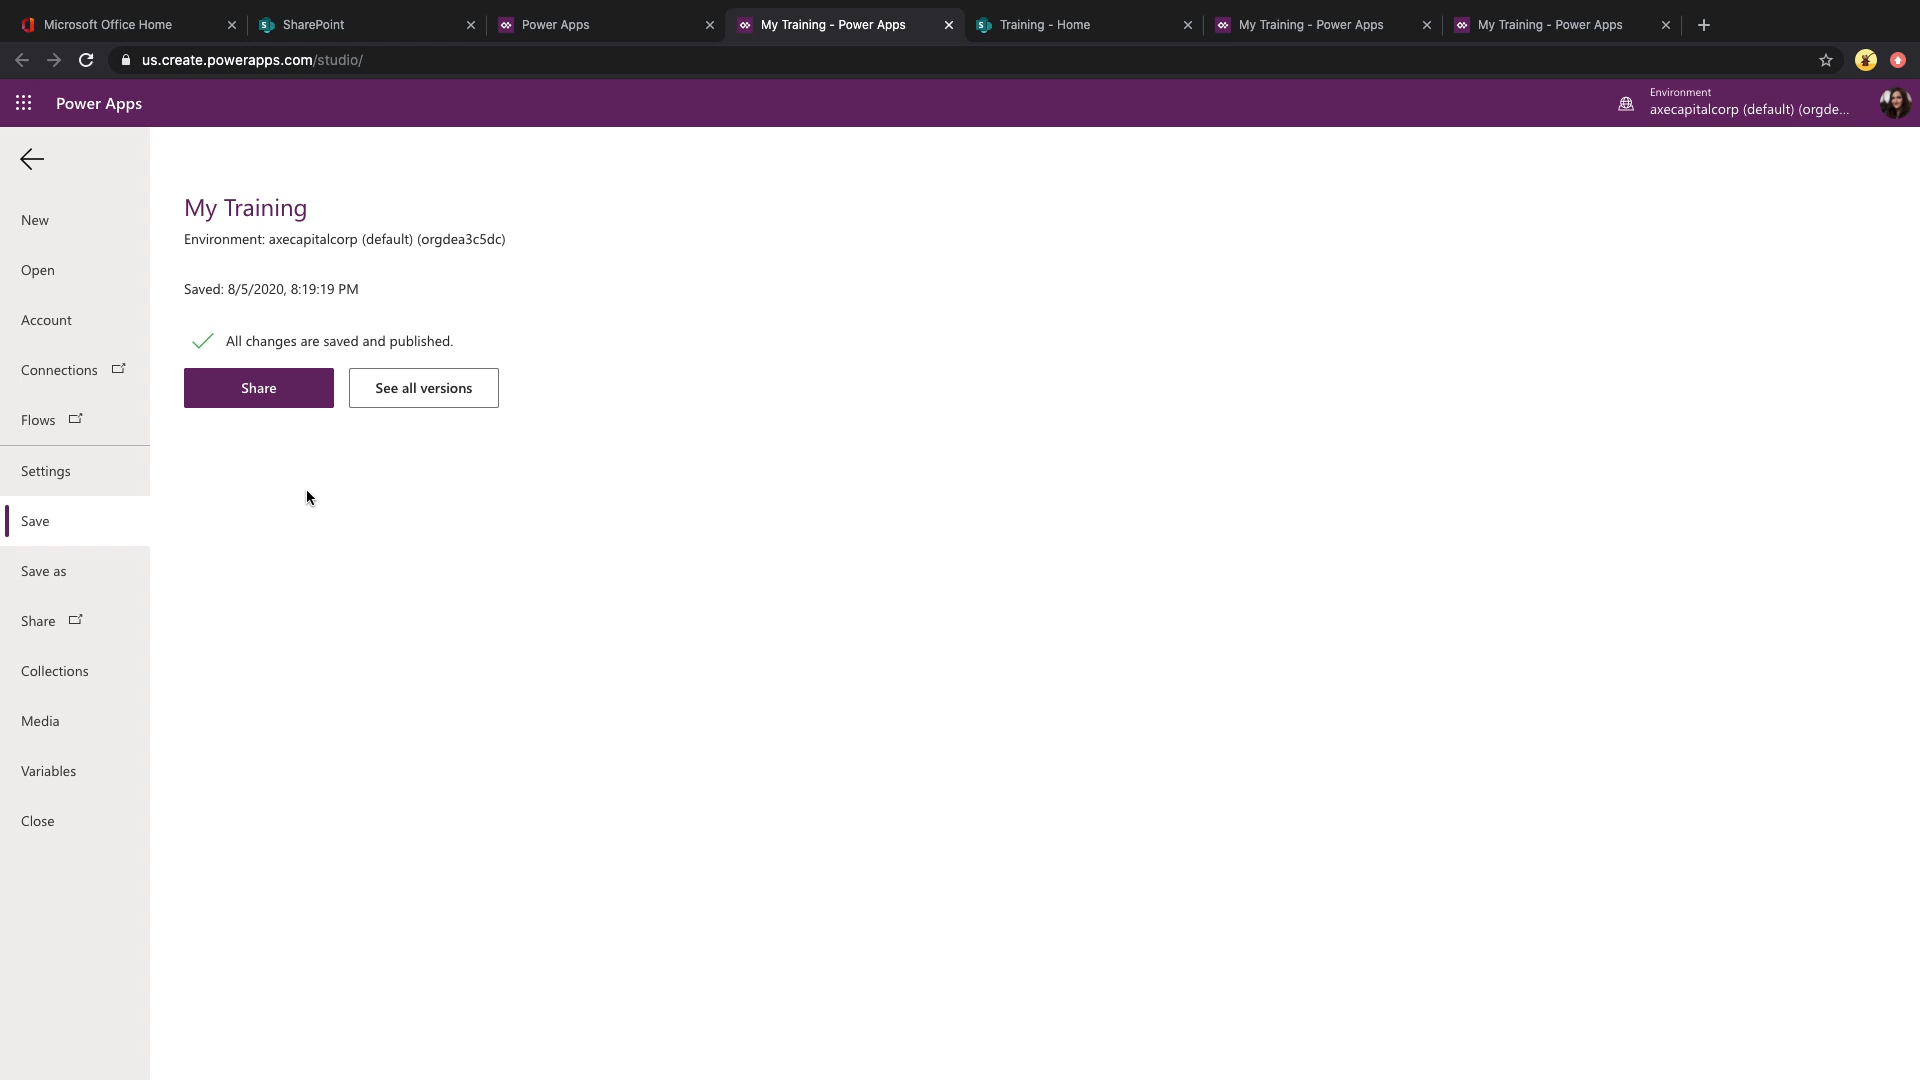 Microsoft Office Home
SharePoint
Power Apps
My Training - Power Apps
Training - Home
My Training - Power Apps
My Training - Power Apps
us.create.powerapps.com/studio/
Power Apps
Environment
axecapitalcorp (default) (orgde...
New
Open
Account
Connections
Flows
Settings
Save
Save as
Share
Collections
Media
Variables
Close
My Training
Environment: axecapitalcorp (default) (orgdea3c5dc)
Saved: 8/5/2020, 8:19:19 PM
All changes are saved and published.
Share
See all versions